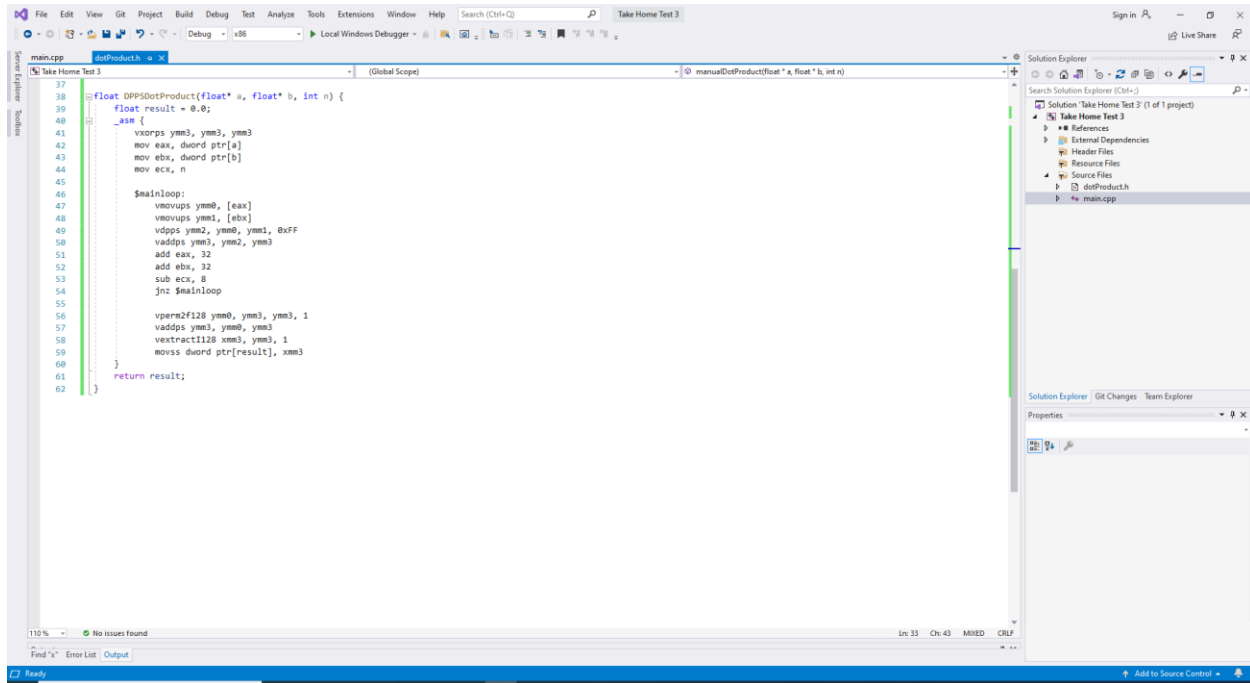 File Edit View Git Project Build Debug Test Analyze Tools Extensions Window Help Search (Ctrl+Q) Take Home Test 3 Sign in
Debug x86 Local Windows Debugger Live Share
Server Explorer
Toolbox
main.cpp dotProduct.h
Take Home Test 3 (Global Scope) manualDotProduct(float * a, float * b, int n)
37
38 float DPPSDotProduct(float* a, float* b, int n) {
39 float result = 0.0;
40 _asm {
41 vxorps ymm3, ymm3, ymm3
42 mov eax, dword ptr[a]
43 mov ebx, dword ptr[b]
44 mov ecx, n
45
46 $mainloop:
47 vmovups ymm0, [eax]
48 vmovups ymm1, [ebx]
49 vdpps ymm2, ymm0, ymm1, 0xFF
50 vaddps ymm3, ymm2, ymm3
51 add eax, 32
52 add ebx, 32
53 sub ecx, 8
54 jnz $mainloop
55
56 vperm2f128 ymm0, ymm3, ymm3, 1
57 vaddps ymm3, ymm0, ymm3
58 vextractI128 xmm3, ymm3, 1
59 movss dword ptr[result], xmm3
60 }
61 return result;
62 }
110 % No issues found Ln: 33 Ch: 43 MIXED CRLF
Find "x" Error List Output
Ready Add to Source Control
Solution Explorer
Search Solution Explorer (Ctrl+;)
Solution 'Take Home Test 3' (1 of 1 project)
Take Home Test 3
References
External Dependencies
Header Files
Resource Files
Source Files
dotProduct.h
main.cpp
Solution Explorer Git Changes Team Explorer
Properties